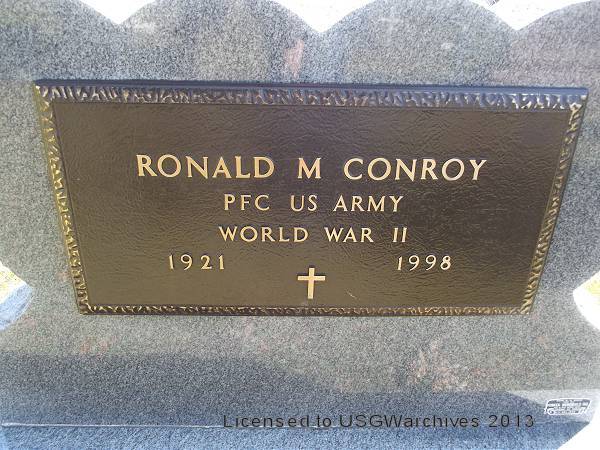 RONALD M CONROY
PFC US ARMY
WORLD WAR II
1921 1998
Licensed to USGWarchives 2013